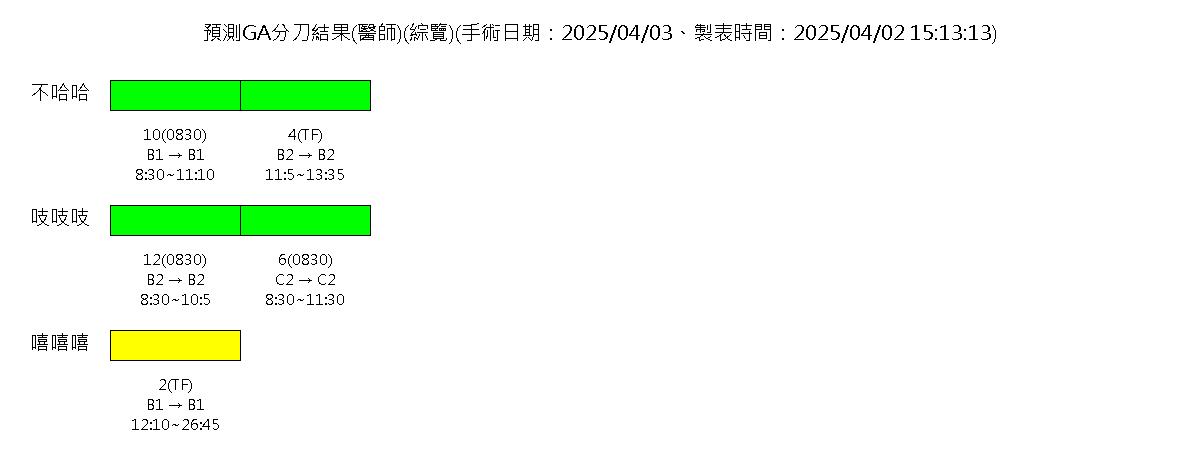 預測GA分刀結果(醫師)(綜覽)(手術日期：2025/04/03、製表時間：2025/04/02 15:13:13)
不哈哈
10(0830) 4(TF)
B1 → B1 B2 → B2
8:30~11:10 11:5~13:35
吱吱吱
12(0830) 6(0830)
B2 → B2 C2 → C2
8:30~10:5 8:30~11:30
嘻嘻嘻
2(TF)
B1 → B1
12:10~26:45